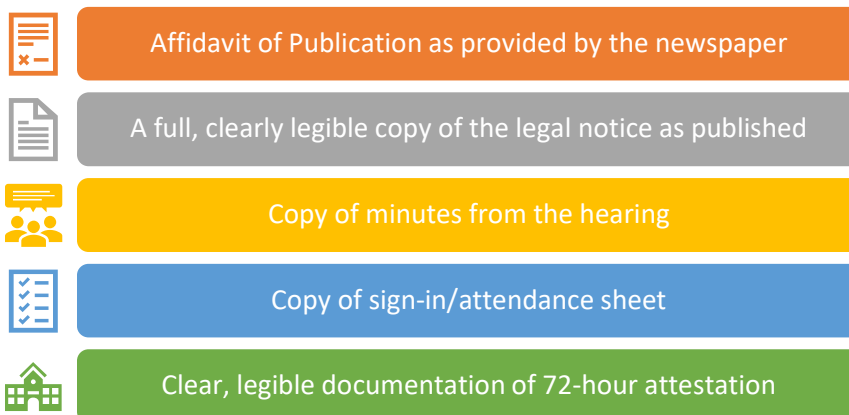 Affidavit of Publication as provided by the newspaper
A full, clearly legible copy of the legal notice as published
Copy of minutes from the hearing
Copy of sign-in/attendance sheet
Clear, legible documentation of 72-hour attestation